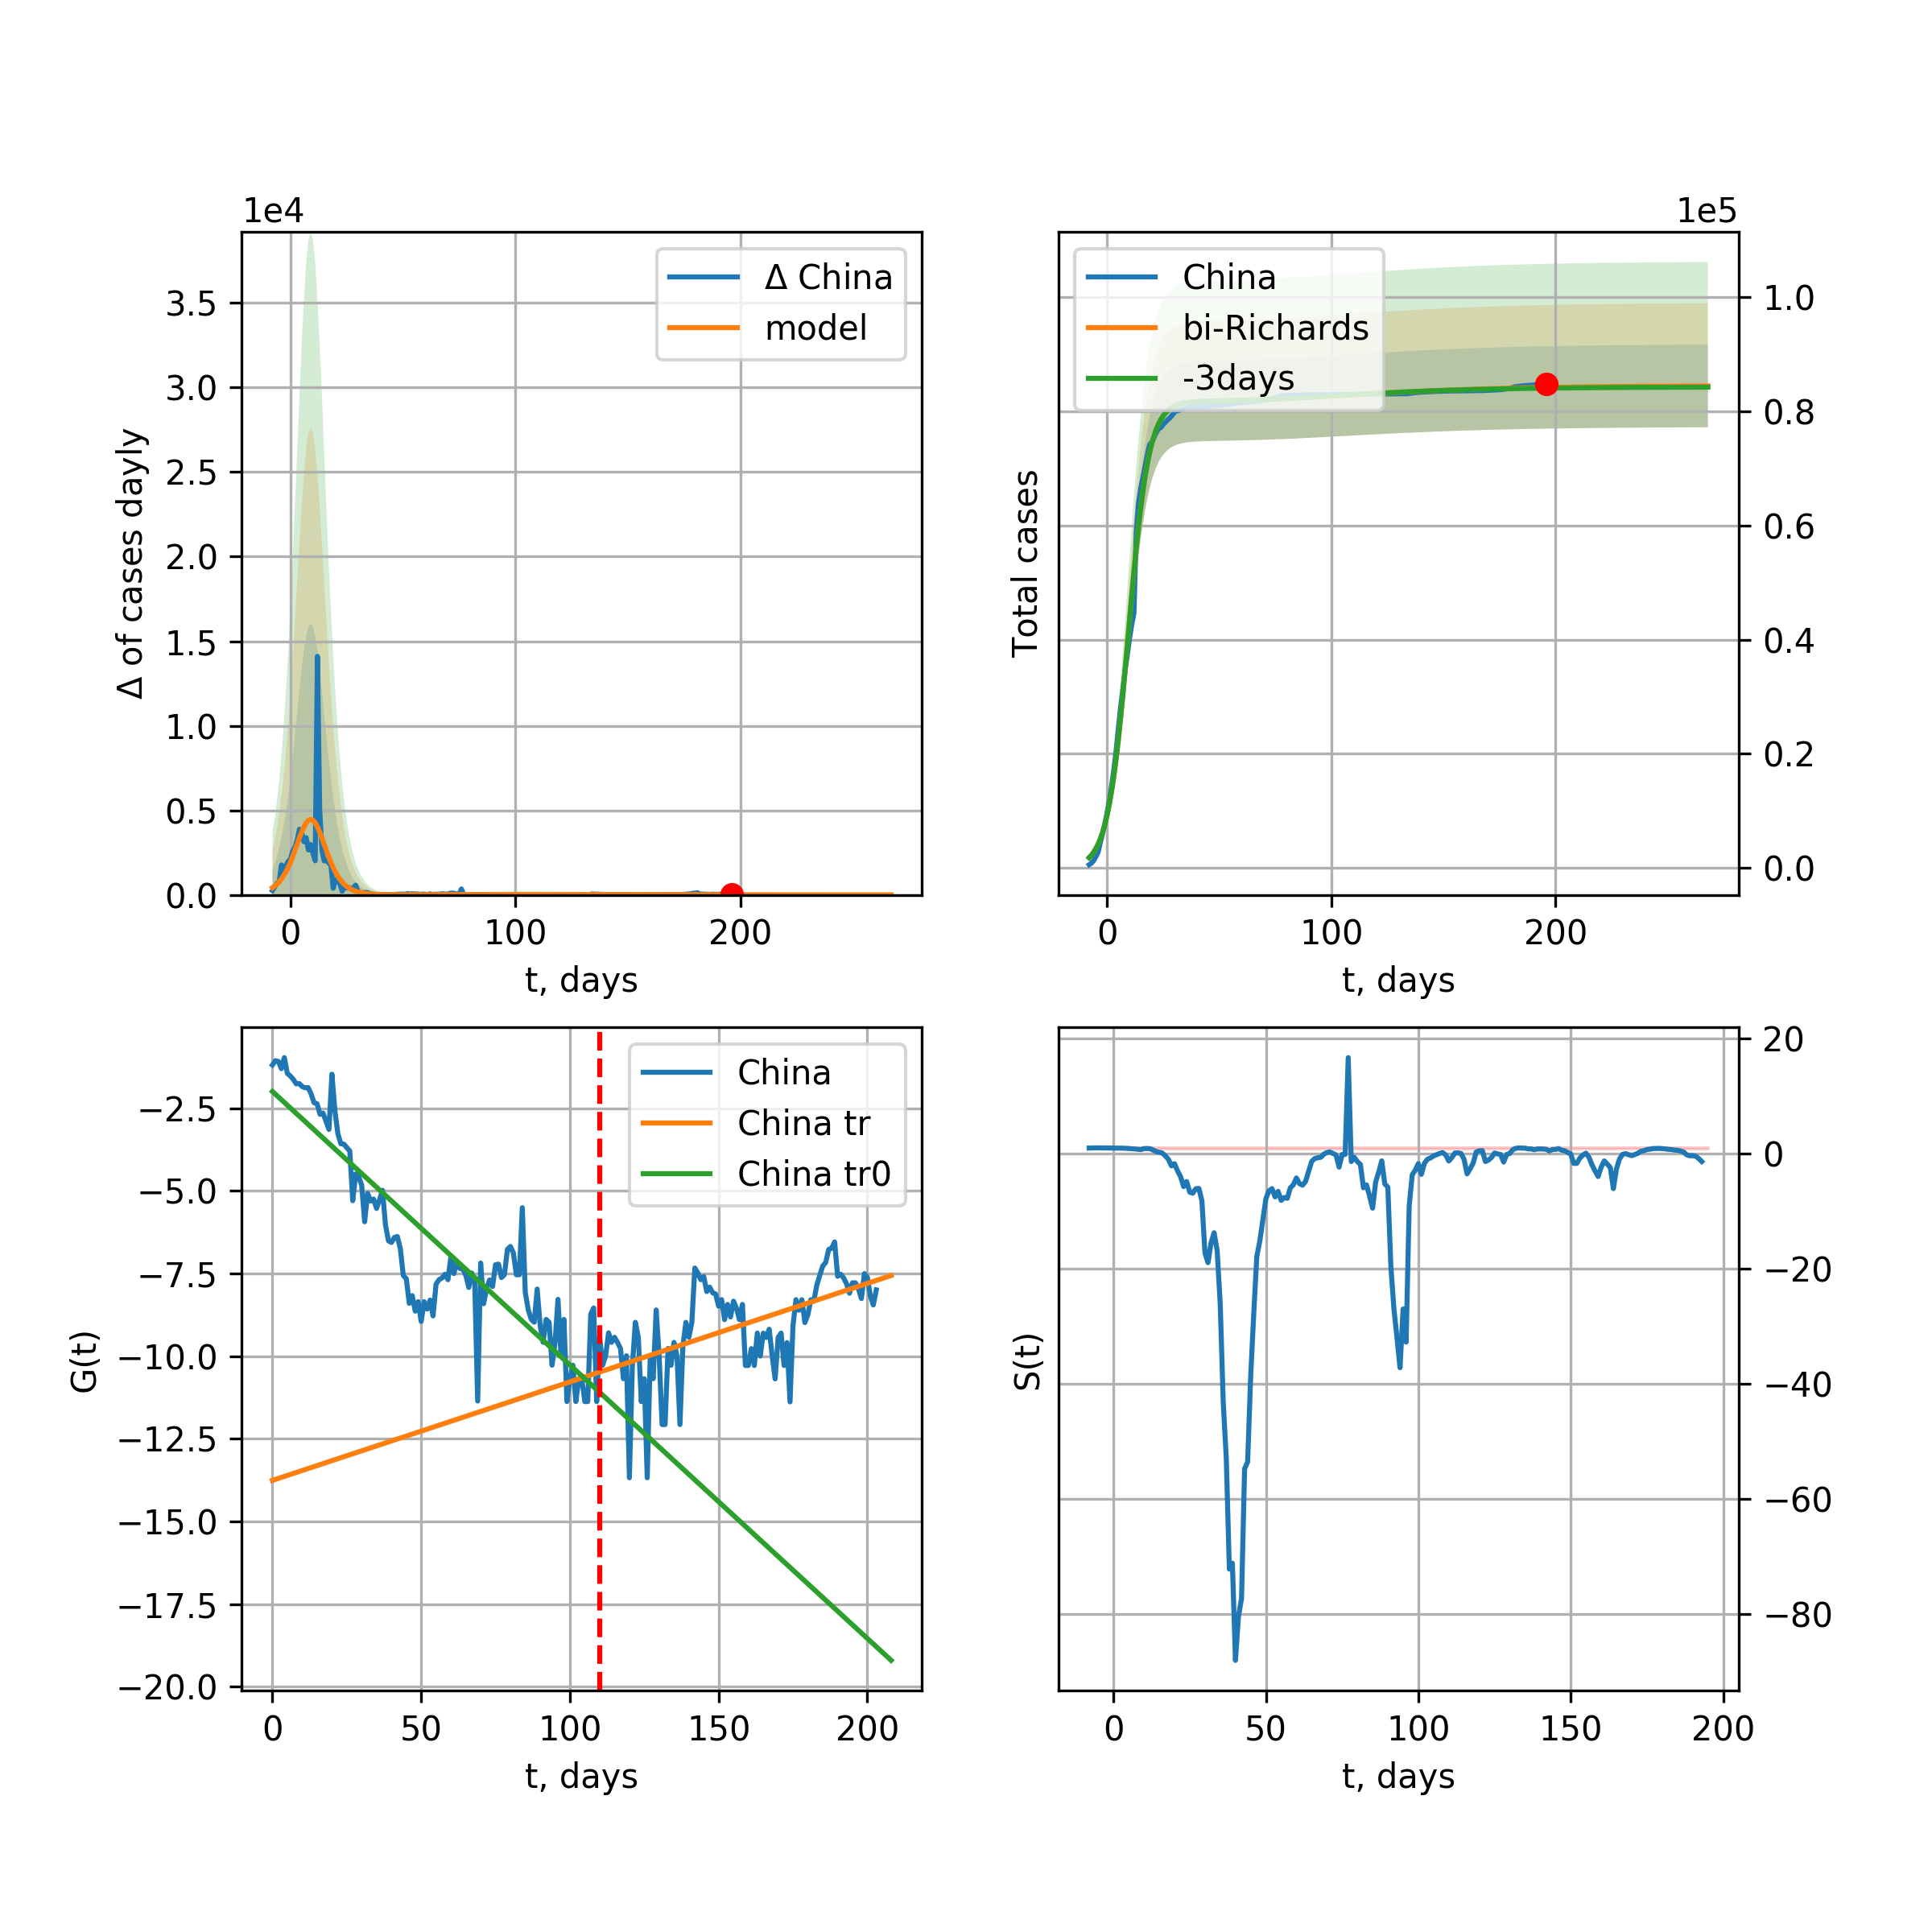 1e4
Δ China
model
3.5
3.0
2.5
2.0
1.5
1.0
0.5
0.0
Δ of cases dayly
0
100
200
t, days
1e5
China
bi-Richards
-3days
1.0
0.8
0.6
0.4
0.2
0.0
Total cases
0
100
200
t, days
China
China tr
China tr0
−2.5
−5.0
−7.5
−10.0
−12.5
−15.0
−17.5
−20.0
G(t)
0
50
100
150
200
t, days
20
0
−20
−40
−60
−80
S(t)
0
50
100
150
200
t, days